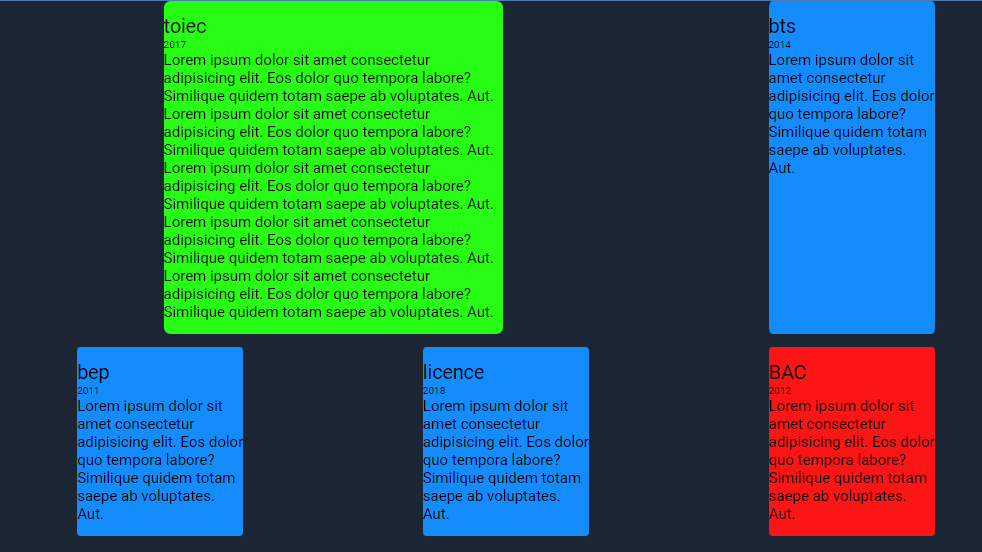 toiec
2017
Lorem ipsum dolor sit amet consectetur
adipisicing elit. Eos dolor quo tempora labore?
Similique quidem totam saepe ab voluptates. Aut.
Lorem ipsum dolor sit amet consectetur
adipisicing elit. Eos dolor quo tempora labore?
Similique quidem totam saepe ab voluptates. Aut.
Lorem ipsum dolor sit amet consectetur
adipisicing elit. Eos dolor quo tempora labore?
Similique quidem totam saepe ab voluptates. Aut.
Lorem ipsum dolor sit amet consectetur
adipisicing elit. Eos dolor quo tempora labore?
Similique quidem totam saepe ab voluptates. Aut.
Lorem ipsum dolor sit amet consectetur
adipisicing elit. Eos dolor quo tempora labore?
Similique quidem totam saepe ab voluptates. Aut.
bts
2014
Lorem ipsum dolor sit
amet consectetur
adipisicing elit. Eos dolor
quo tempora labore?
Similique quidem totam
saepe ab voluptates.
Aut.
bep
2011
Lorem ipsum dolor sit
amet consectetur
adipisicing elit. Eos dolor
quo tempora labore?
Similique quidem totam
saepe ab voluptates.
Aut.
licence
2018
Lorem ipsum dolor sit
amet consectetur
adipisicing elit. Eos dolor
quo tempora labore?
Similique quidem totam
saepe ab voluptates.
Aut.
BAC
2012
Lorem ipsum dolor sit
amet consectetur
adipisicing elit. Eos dolor
quo tempora labore?
Similique quidem totam
saepe ab voluptates.
Aut.